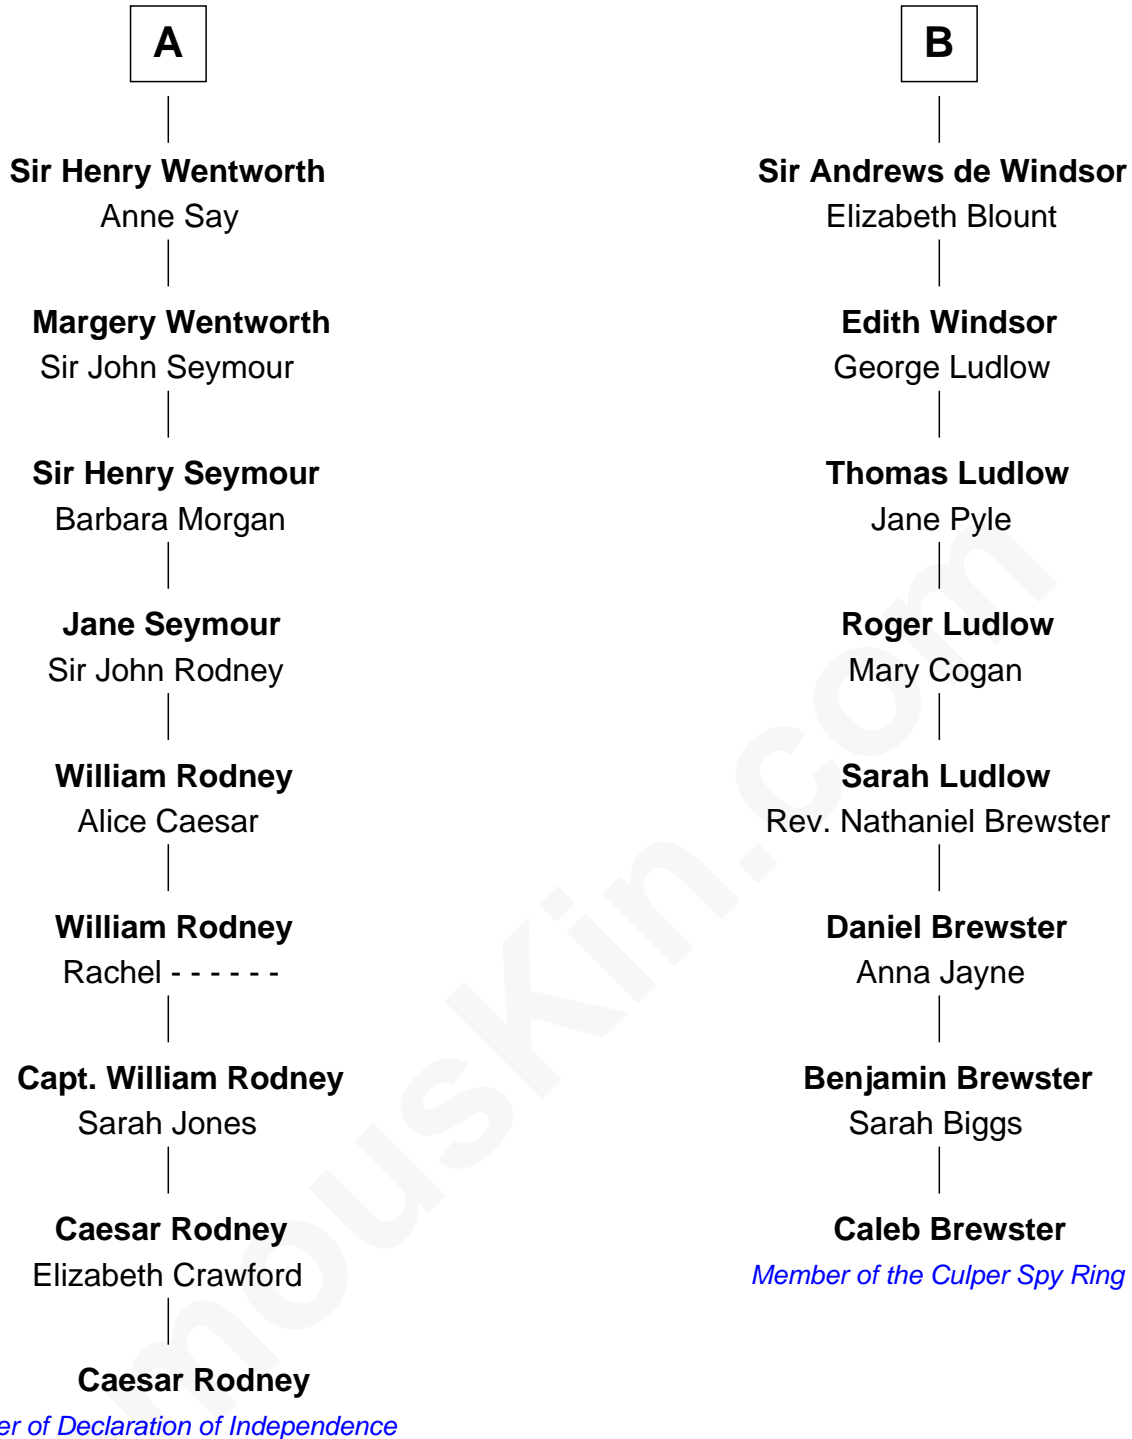 A
Sir Henry Wentworth
Anne Say
Margery Wentworth
Sir John Seymour
Sir Henry Seymour
Barbara Morgan
Jane Seymour
Sir John Rodney
William Rodney
Alice Caesar
William Rodney
Rachel - - - - - -
Capt. William Rodney
Sarah Jones
Caesar Rodney
Elizabeth Crawford
Caesar Rodney
er of Declaration of Independence
B
Sir Andrews de Windsor
Elizabeth Blount
Edith Windsor
George Ludlow
Thomas Ludlow
Jane Pyle
Roger Ludlow
Mary Cogan
Sarah Ludlow
Rev. Nathaniel Brewster
Daniel Brewster
Anna Jayne
Benjamin Brewster
Sarah Biggs
Caleb Brewster
Member of the Culper Spy Ring
mousKin.com